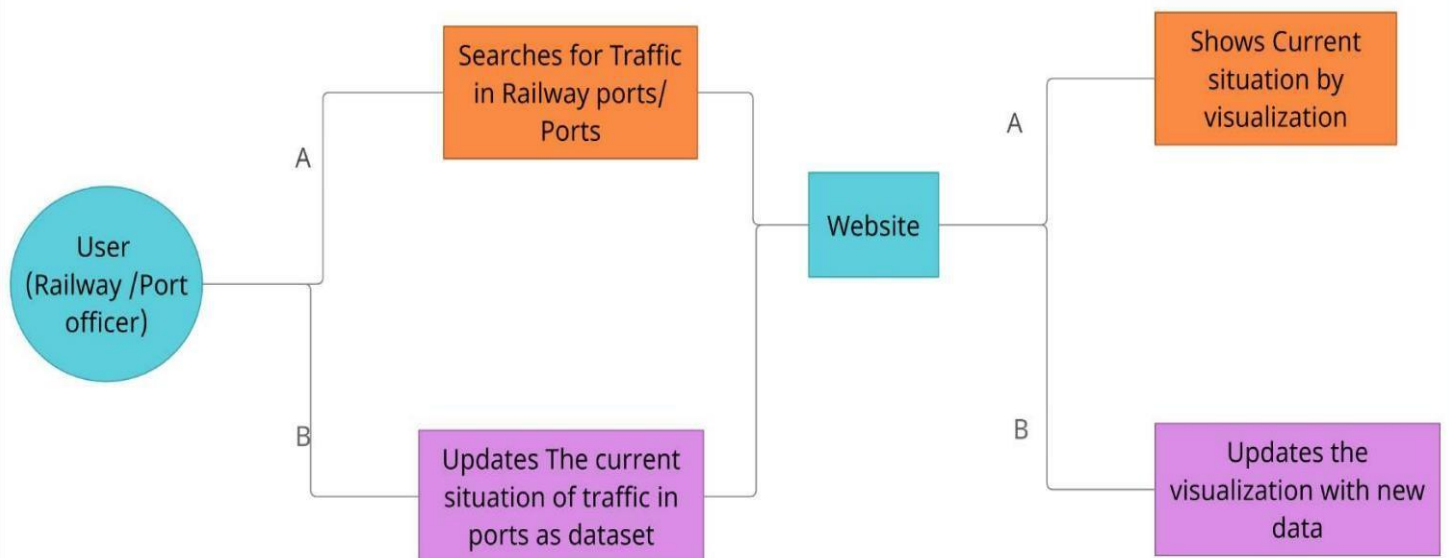 User
(Railway /Port
officer)
A
B
Searches for Traffic
in Railway ports/
Ports
Updates The current
situation of traffic in
ports as dataset
Website
A
B
Shows Current
situation by
visualization
Updates the
visualization with new
data